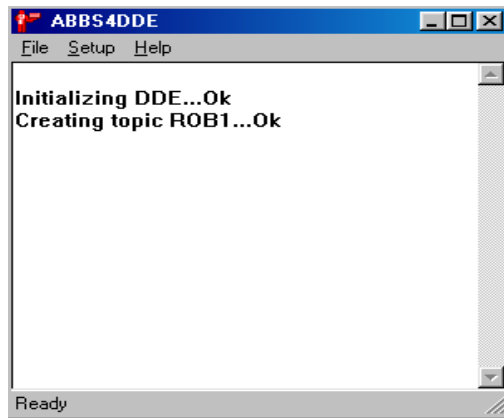 ABBS4DDE
File Setup Help
Initializing DDE...Ok
Creating topic ROB1...Ok
Ready